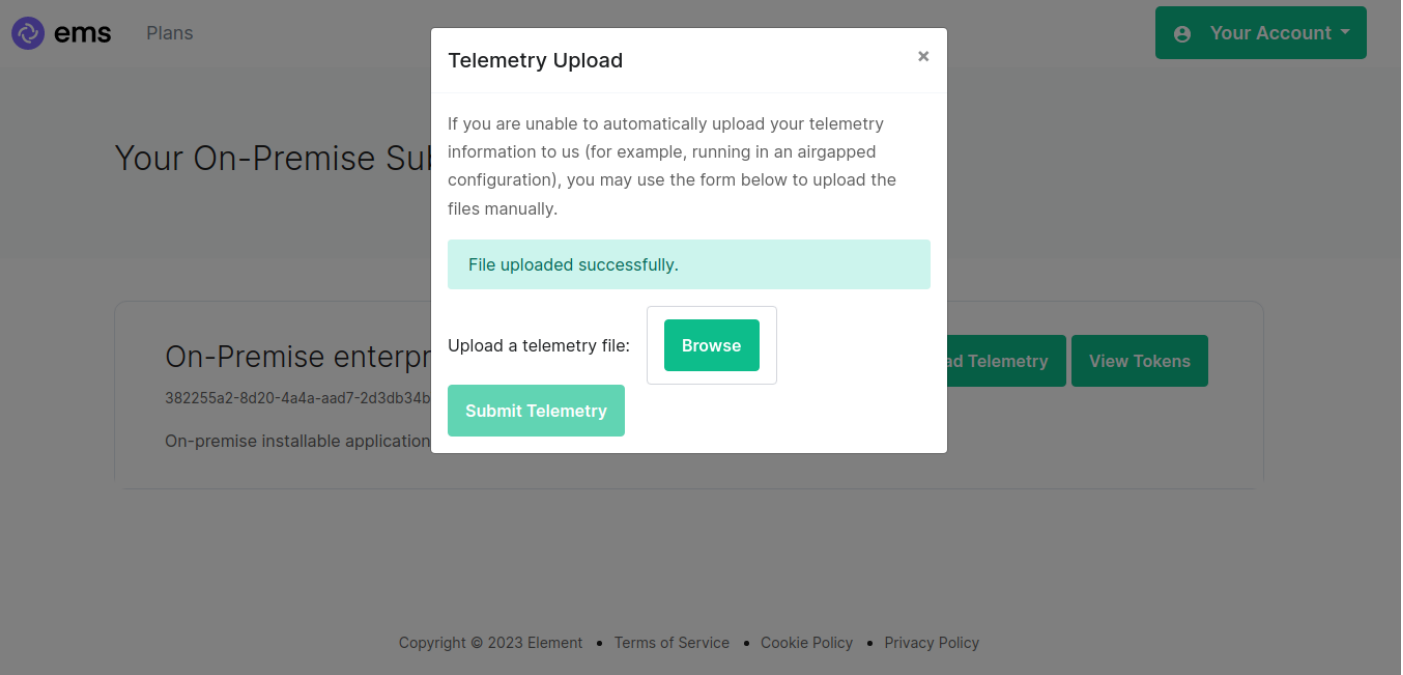 ems
Plans
Your Account
Telemetry Upload
×
If you are unable to automatically upload your telemetry
information to us (for example, running in an airgapped
configuration), you may use the form below to upload the
files manually.
File uploaded successfully.
Upload a telemetry file:
Browse
Submit Telemetry
Your On-Premise
On-Premise
Telemetry
View Tokens
382255a2-8d20-4a4a-aad7-2d3db34b
On-premise installable application
Copyright © 2023 Element • Terms of Service • Cookie Policy • Privacy Policy